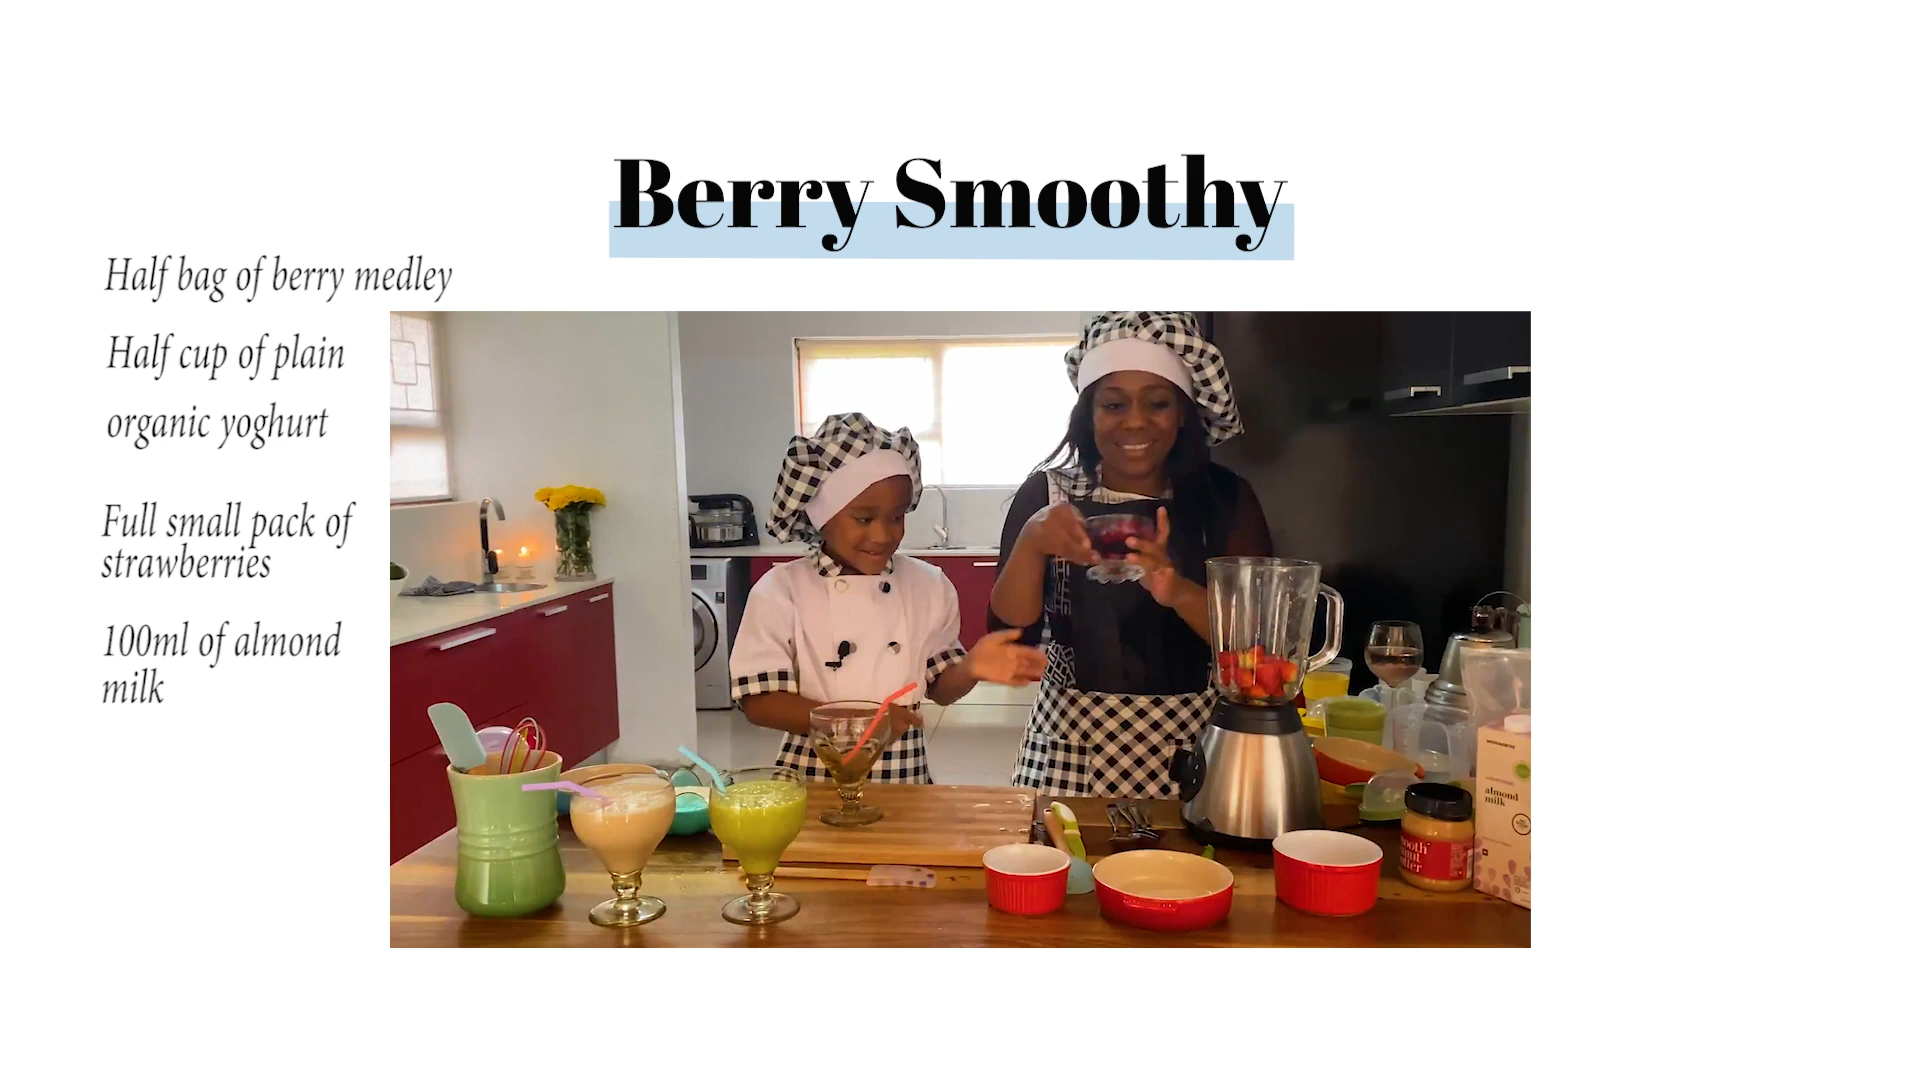 Berry Smoothy
Half bag of berry medley
Half cup of plain
organic yoghurt
Full small pack of
strawberries
100ml of almond
milk
almond
milk